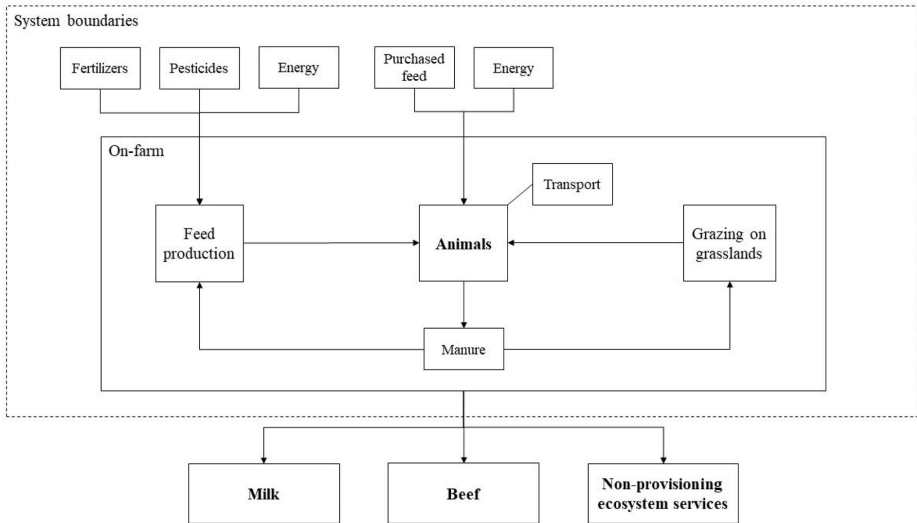 System boundaries
Fertilizers
Pesticides
Energy
Purchased
feed
Energy
On-farm
Transport
Feed
production
Animals
Grazing on
grasslands
Manure
Milk
Beef
Non-provisioning
ecosystem services